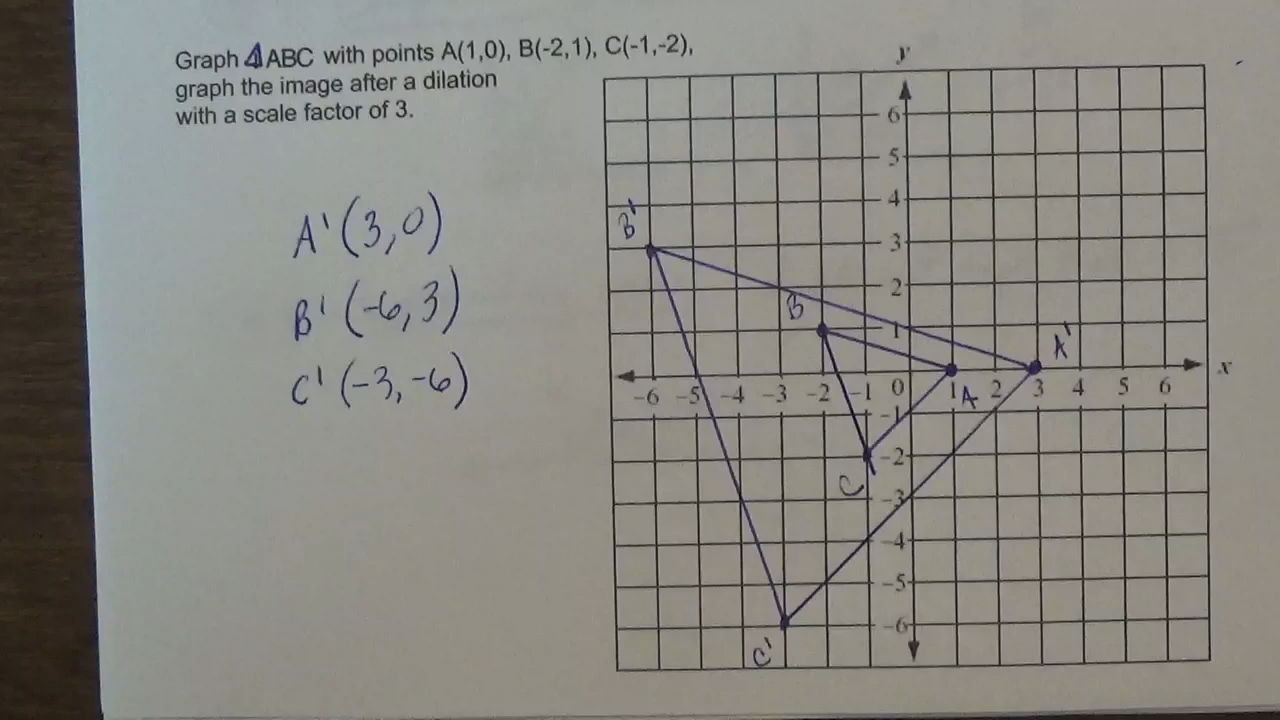 Graph △ABC with points A(1,0), B(-2,1), C(-1,-2),
graph the image after a dilation
with a scale factor of 3.
A'(3,0)
B'(-6,3)
C'(-3,-6)
y
6
5
4
3
2
1
B'
B
A'
x
-6 -5 -4 -3 -2 -1 0 1 2 3 4 5 6
A
-1
-2
C
-3
-4
-5
-6
C'